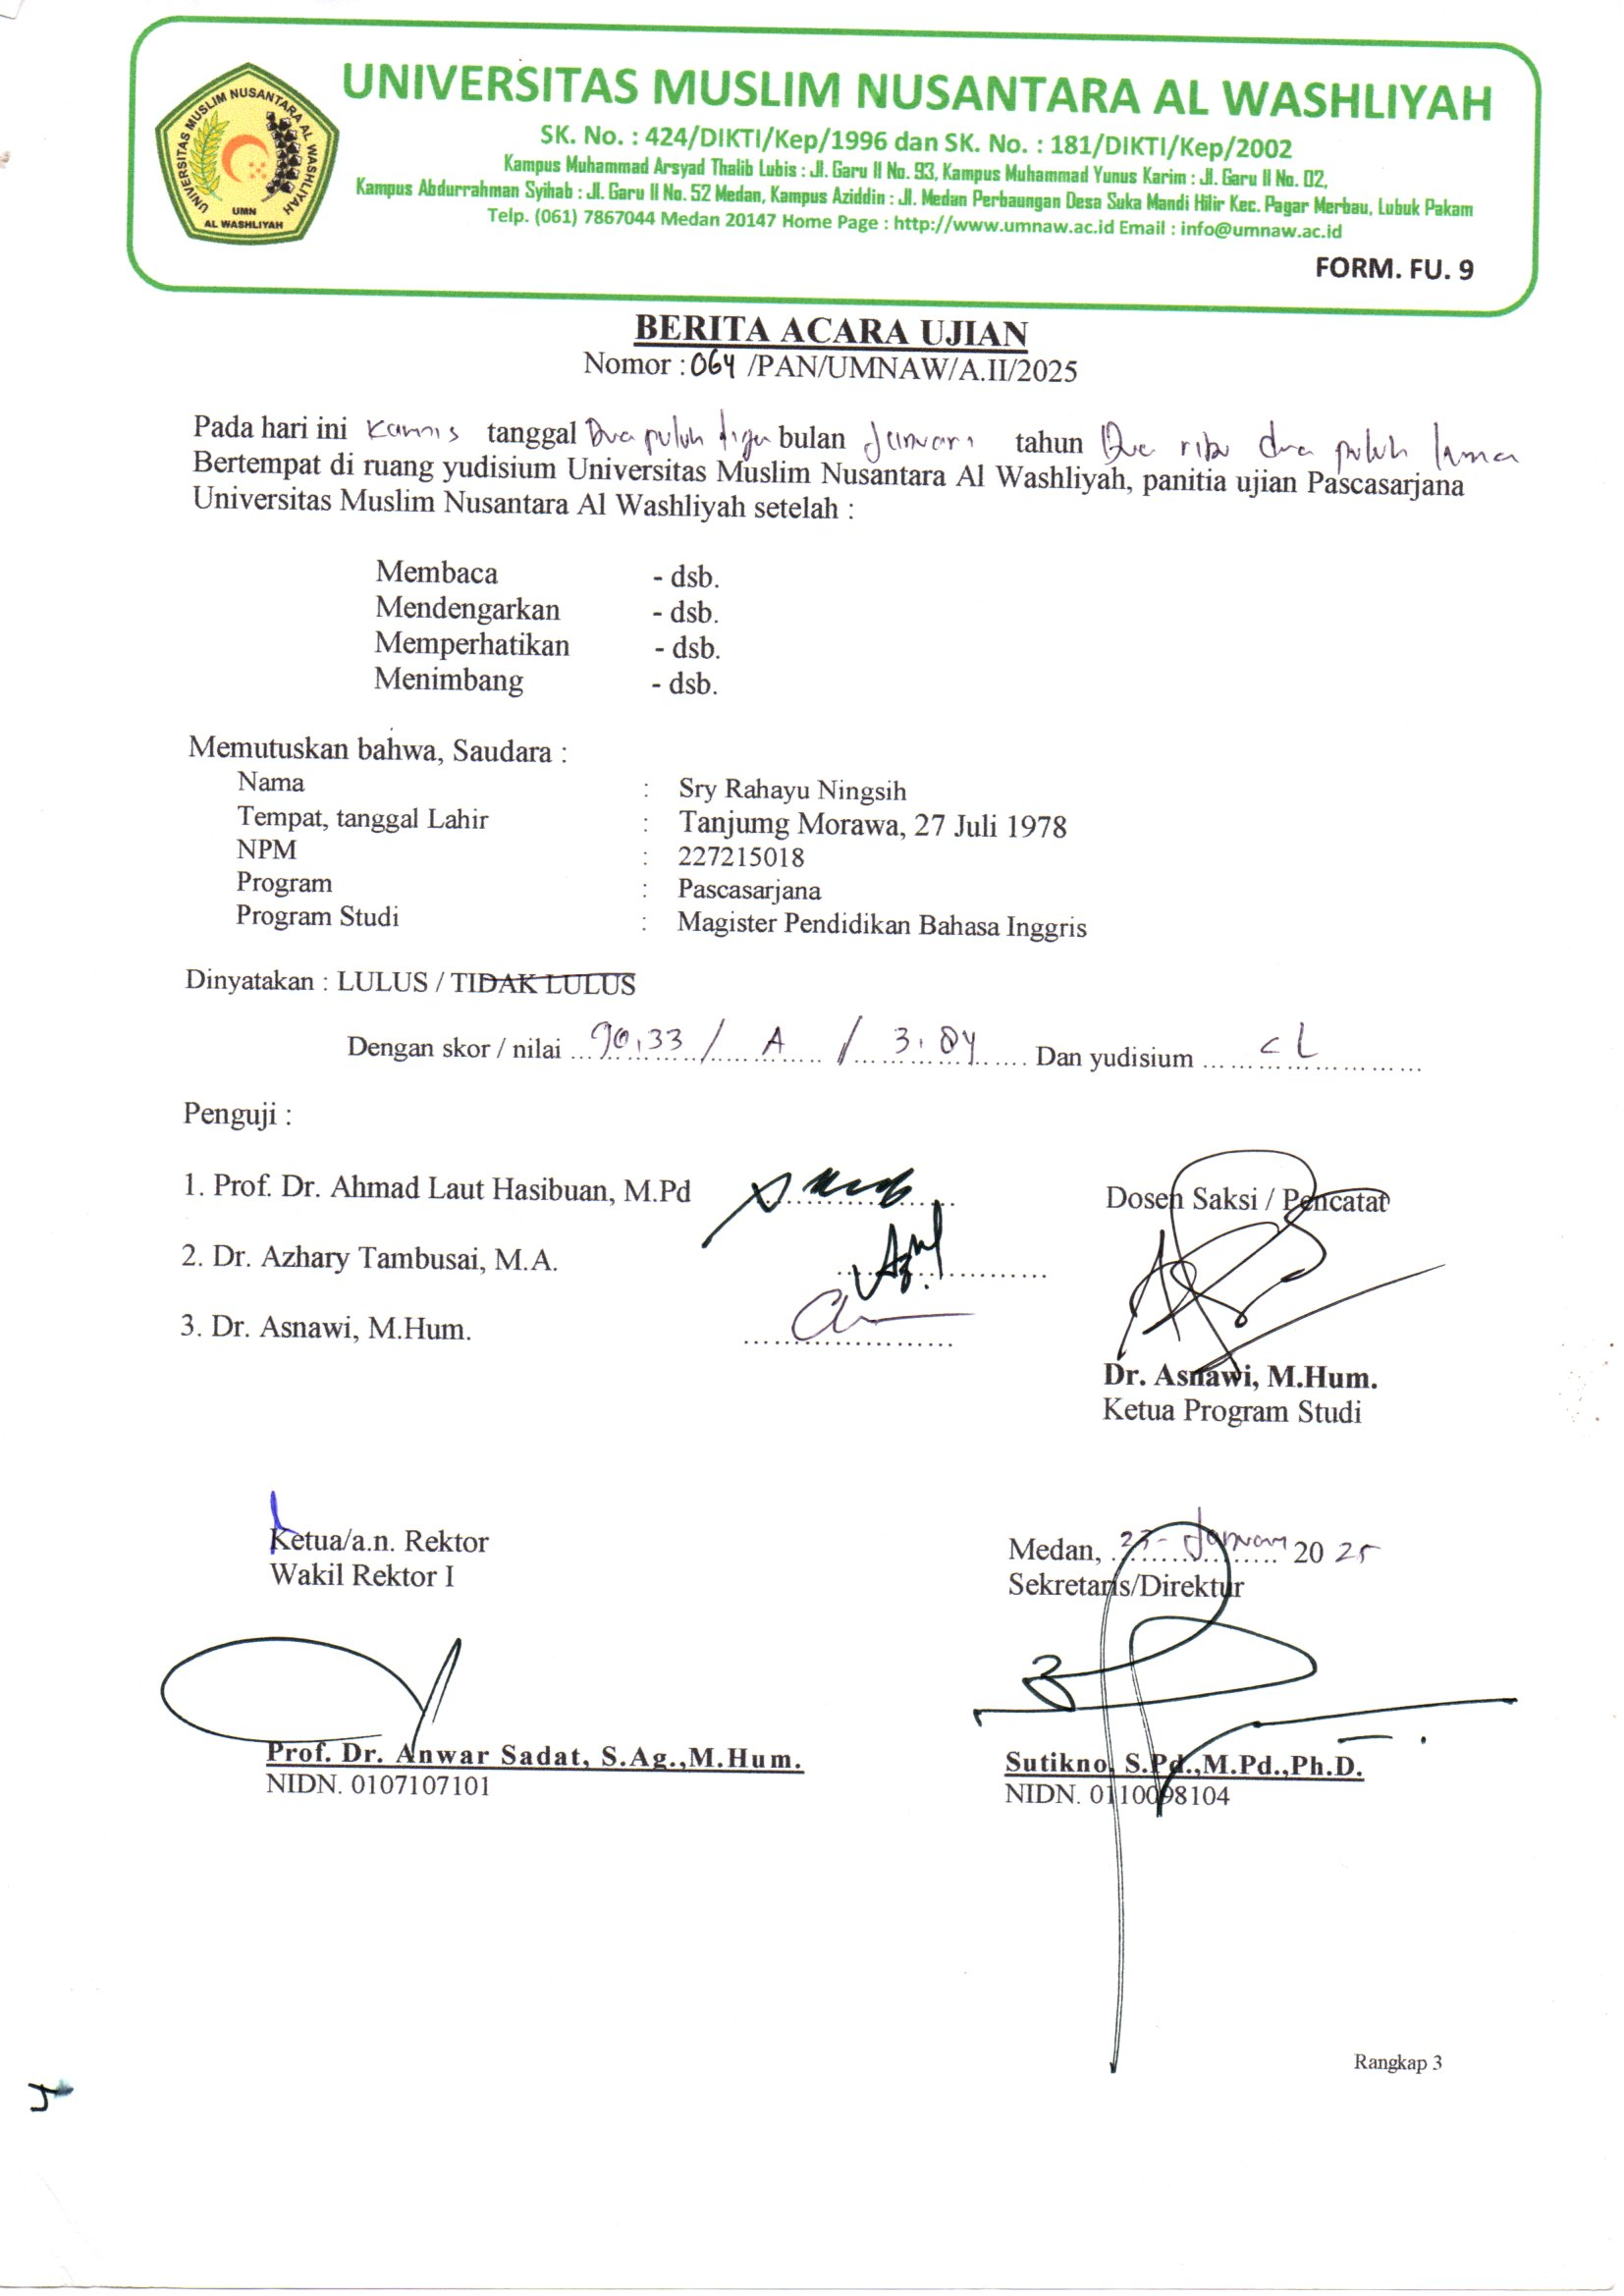 UNIVERSITAS MUSLIM NUSANTARA AL WASHLIYAH
UMN
AL WASHLIYAH
UNIVERSITAS MUSLIM NUSANTARA AL WASHLIYAH
SK. No. : 424/DIKTI/Kep/1996 dan SK. No. : 181/DIKTI/Kep/2002
Kampus Muhammad Arsyad Thalib Lubis : Jl. Garu II No. 93, Kampus Muhammad Yunus Karim : Jl. Garu II No. 02,
Kampus Abdurrahman Syihab : Jl. Garu II No. 52 Medan, Kampus Aziddin : Jl. Medan Perbaungan Desa Suka Mandi Hilir Kec. Pagar Merbau, Lubuk Pakam
Telp. (061) 7867044 Medan 20147 Home Page : http://www.umnaw.ac.id Email : info@umnaw.ac.id
FORM. FU. 9
BERITA ACARA UJIAN
Nomor : 064 /PAN/UMNAW/A.II/2025
Pada hari ini Kamis tanggal Dua puluh tiga bulan Januari tahun Dua ribu dua puluh lima
Bertempat di ruang yudisium Universitas Muslim Nusantara Al Washliyah, panitia ujian Pascasarjana
Universitas Muslim Nusantara Al Washliyah setelah :
Membaca - dsb.
Mendengarkan - dsb.
Memperhatikan - dsb.
Menimbang - dsb.
Memutuskan bahwa, Saudara :
Nama : Sry Rahayu Ningsih
Tempat, tanggal Lahir : Tanjumg Morawa, 27 Juli 1978
NPM : 227215018
Program : Pascasarjana
Program Studi : Magister Pendidikan Bahasa Inggris
Dinyatakan : LULUS / TIDAK LULUS
Dengan skor / nilai 90,33 / A / 3.84 Dan yudisium CL
Penguji :
1. Prof. Dr. Ahmad Laut Hasibuan, M.Pd
Dosen Saksi / Pencatat
2. Dr. Azhary Tambusai, M.A.
3. Dr. Asnawi, M.Hum.
Dr. Asnawi, M.Hum.
Ketua Program Studi
Ketua/a.n. Rektor
Wakil Rektor I
Medan, 23 - Januari 2025
Sekretaris/Direktur
Prof. Dr. Anwar Sadat, S.Ag.,M.Hum.
NIDN. 0107107101
Sutikno, S.Pd.,M.Pd.,Ph.D.
NIDN. 0110098104
Rangkap 3